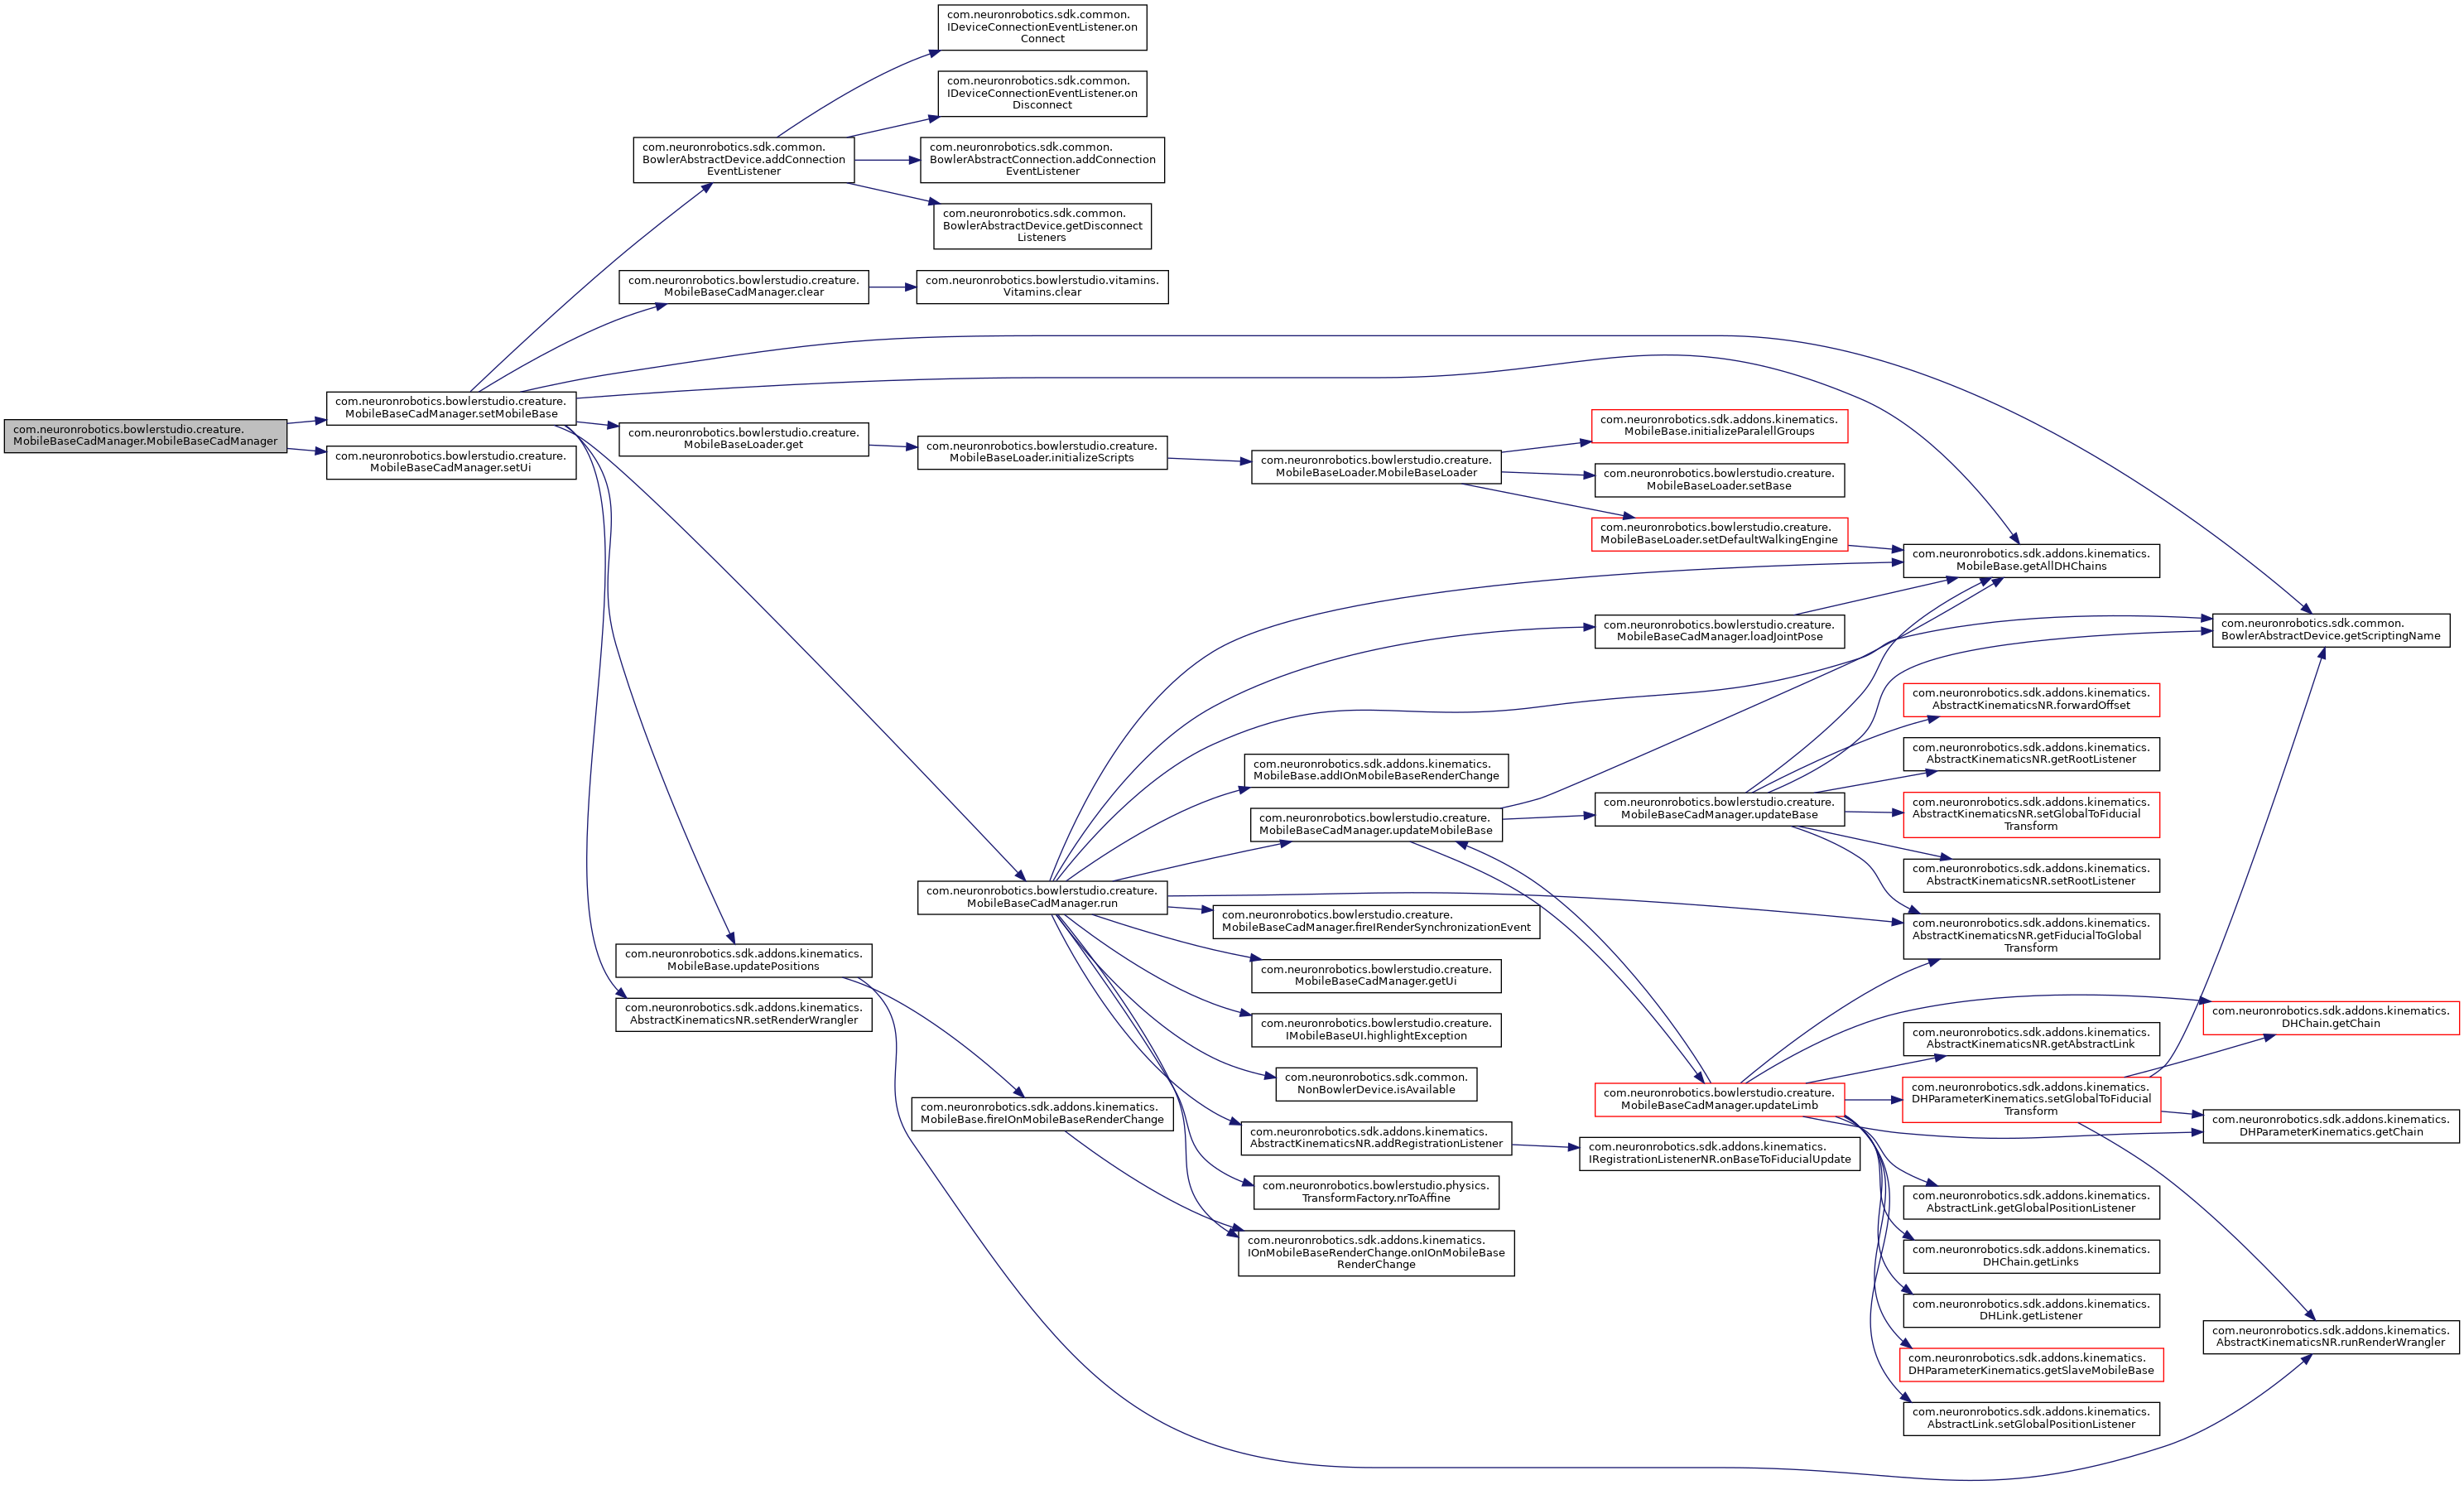 com.neuronrobotics.bowlerstudio.creature.
MobileBaseCadManager.MobileBaseCadManager
com.neuronrobotics.bowlerstudio.creature.
MobileBaseCadManager.setMobileBase
com.neuronrobotics.bowlerstudio.creature.
MobileBaseCadManager.setUi
com.neuronrobotics.sdk.common.
BowlerAbstractDevice.addConnection
EventListener
com.neuronrobotics.bowlerstudio.creature.
MobileBaseCadManager.clear
com.neuronrobotics.bowlerstudio.creature.
MobileBaseLoader.get
com.neuronrobotics.sdk.addons.kinematics.
MobileBase.updatePositions
com.neuronrobotics.sdk.addons.kinematics.
AbstractKinematicsNR.setRenderWrangler
com.neuronrobotics.sdk.common.
IDeviceConnectionEventListener.on
Connect
com.neuronrobotics.sdk.common.
IDeviceConnectionEventListener.on
Disconnect
com.neuronrobotics.sdk.common.
BowlerAbstractConnection.addConnection
EventListener
com.neuronrobotics.sdk.common.
BowlerAbstractDevice.getDisconnect
Listeners
com.neuronrobotics.bowlerstudio.vitamins.
Vitamins.clear
com.neuronrobotics.bowlerstudio.creature.
MobileBaseLoader.initializeScripts
com.neuronrobotics.bowlerstudio.creature.
MobileBaseCadManager.run
com.neuronrobotics.sdk.addons.kinematics.
MobileBase.fireIOnMobileBaseRenderChange
com.neuronrobotics.bowlerstudio.creature.
MobileBaseLoader.MobileBaseLoader
com.neuronrobotics.sdk.addons.kinematics.
MobileBase.addIOnMobileBaseRenderChange
com.neuronrobotics.bowlerstudio.creature.
MobileBaseCadManager.updateMobileBase
com.neuronrobotics.bowlerstudio.creature.
MobileBaseCadManager.fireIRenderSynchronizationEvent
com.neuronrobotics.bowlerstudio.creature.
MobileBaseCadManager.getUi
com.neuronrobotics.bowlerstudio.creature.
IMobileBaseUI.highlightException
com.neuronrobotics.sdk.common.
NonBowlerDevice.isAvailable
com.neuronrobotics.sdk.addons.kinematics.
AbstractKinematicsNR.addRegistrationListener
com.neuronrobotics.bowlerstudio.physics.
TransformFactory.nrToAffine
com.neuronrobotics.sdk.addons.kinematics.
IOnMobileBaseRenderChange.onIOnMobileBase
RenderChange
com.neuronrobotics.sdk.addons.kinematics.
MobileBase.initializeParalellGroups
com.neuronrobotics.bowlerstudio.creature.
MobileBaseLoader.setBase
com.neuronrobotics.bowlerstudio.creature.
MobileBaseLoader.setDefaultWalkingEngine
com.neuronrobotics.bowlerstudio.creature.
MobileBaseCadManager.loadJointPose
com.neuronrobotics.bowlerstudio.creature.
MobileBaseCadManager.updateBase
com.neuronrobotics.bowlerstudio.creature.
MobileBaseCadManager.updateLimb
com.neuronrobotics.sdk.addons.kinematics.
IRegistrationListenerNR.onBaseToFiducialUpdate
com.neuronrobotics.sdk.addons.kinematics.
MobileBase.getAllDHChains
com.neuronrobotics.sdk.addons.kinematics.
AbstractKinematicsNR.forwardOffset
com.neuronrobotics.sdk.addons.kinematics.
AbstractKinematicsNR.getRootListener
com.neuronrobotics.sdk.addons.kinematics.
AbstractKinematicsNR.setGlobalToFiducial
Transform
com.neuronrobotics.sdk.addons.kinematics.
AbstractKinematicsNR.setRootListener
com.neuronrobotics.sdk.addons.kinematics.
AbstractKinematicsNR.getFiducialToGlobal
Transform
com.neuronrobotics.sdk.addons.kinematics.
AbstractKinematicsNR.getAbstractLink
com.neuronrobotics.sdk.addons.kinematics.
DHParameterKinematics.setGlobalToFiducial
Transform
com.neuronrobotics.sdk.addons.kinematics.
AbstractLink.getGlobalPositionListener
com.neuronrobotics.sdk.addons.kinematics.
DHChain.getLinks
com.neuronrobotics.sdk.addons.kinematics.
DHLink.getListener
com.neuronrobotics.sdk.addons.kinematics.
DHParameterKinematics.getSlaveMobileBase
com.neuronrobotics.sdk.addons.kinematics.
AbstractLink.setGlobalPositionListener
com.neuronrobotics.sdk.common.
BowlerAbstractDevice.getScriptingName
com.neuronrobotics.sdk.addons.kinematics.
DHChain.getChain
com.neuronrobotics.sdk.addons.kinematics.
DHParameterKinematics.getChain
com.neuronrobotics.sdk.addons.kinematics.
AbstractKinematicsNR.runRenderWrangler